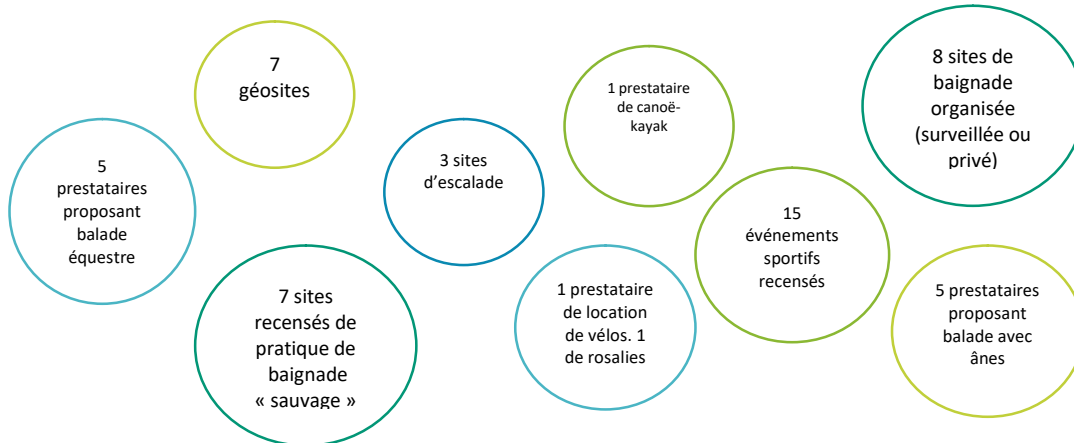 7
géosites
1 prestataire
de canoë-
kayak
8 sites de
baignade
organisée
(surveillée ou
privé)
5
prestataires
proposant
balade
équestre
3 sites
d’escalade
15
événements
sportifs
recensés
7 sites
recensés de
pratique de
baignade
« sauvage »
1 prestataire
de location
de vélos. 1
de rosalies
5 prestataires
proposant
balade avec
ânes